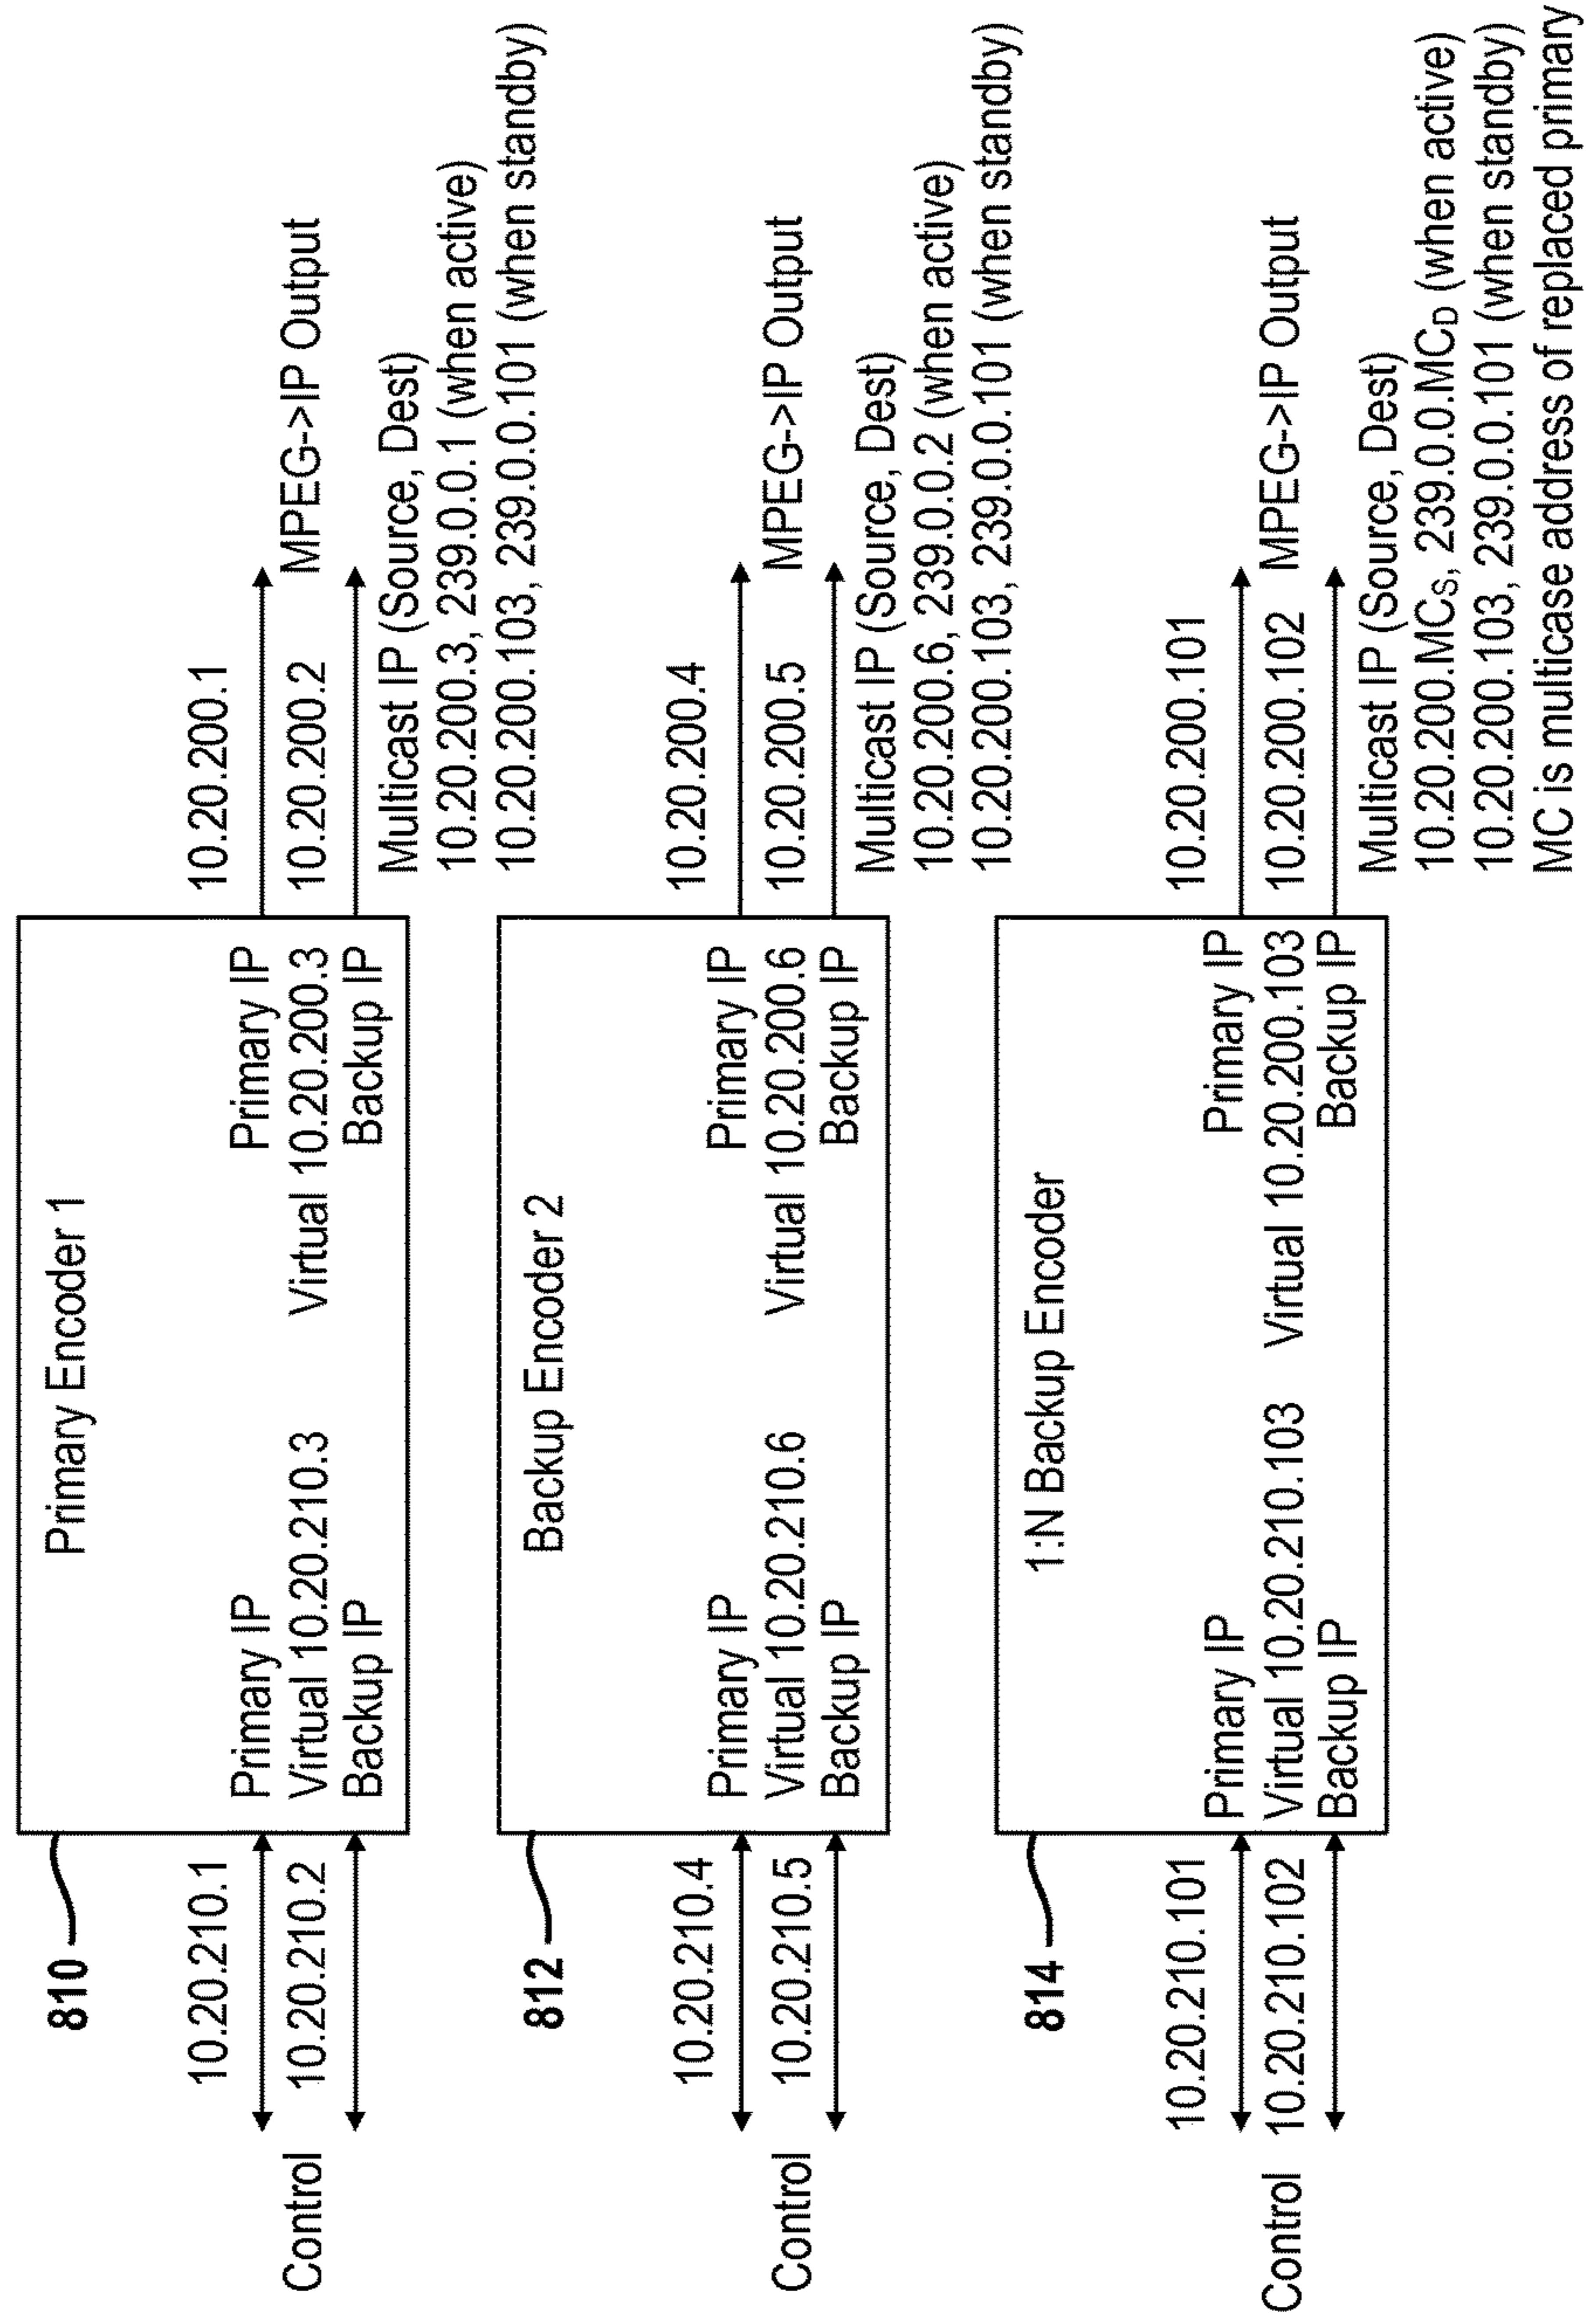 810
Primary Encoder 1
10.20.210.1
Primary IP
Primary IP
10.20.200.1
Control
10.20.210.2
Virtual 10.20.210.3
Virtual 10.20.200.3
10.20.200.2
MPEG->IP Output
Backup IP
Backup IP
Multicast IP (Source, Dest)
10.20.200.3, 239.0.0.1 (when active)
10.20.200.103, 239.0.0.101 (when standby)
812
Backup Encoder 2
10.20.210.4
Primary IP
Primary IP
10.20.200.4
Control
10.20.210.5
Virtual 10.20.210.6
Virtual 10.20.200.6
10.20.200.5
MPEG->IP Output
Backup IP
Backup IP
Multicast IP (Source, Dest)
10.20.200.6, 239.0.0.2 (when active)
10.20.200.103, 239.0.0.101 (when standby)
814
1:N Backup Encoder
10.20.210.101
Primary IP
Primary IP
10.20.200.101
Control
10.20.210.102
Virtual 10.20.210.103
Virtual 10.20.200.103
10.20.200.102
MPEG->IP Output
Backup IP
Backup IP
Multicast IP (Source, Dest)
10.20.200.MCS, 239.0.0.MCD (when active)
10.20.200.103, 239.0.0.101 (when standby)
MC is multicase address of replaced primary